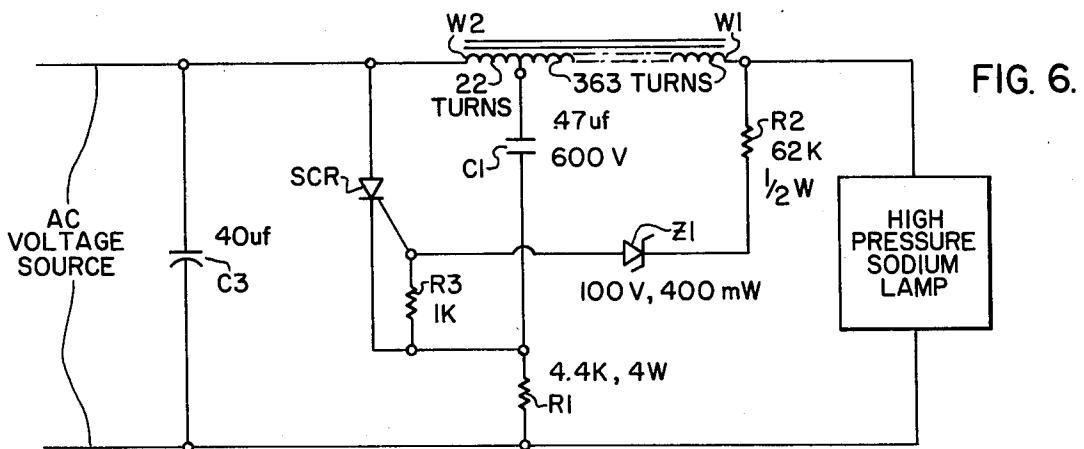 W2
W1
22
TURNS
363 TURNS
FIG. 6.
.47uf
600 V
C1
R2
62K
1/2 W
SCR
AC
VOLTAGE
SOURCE
40uf
C3
Z1
100 V, 400 mW
R3
1K
HIGH
PRESSURE
SODIUM
LAMP
4.4K, 4W
R1